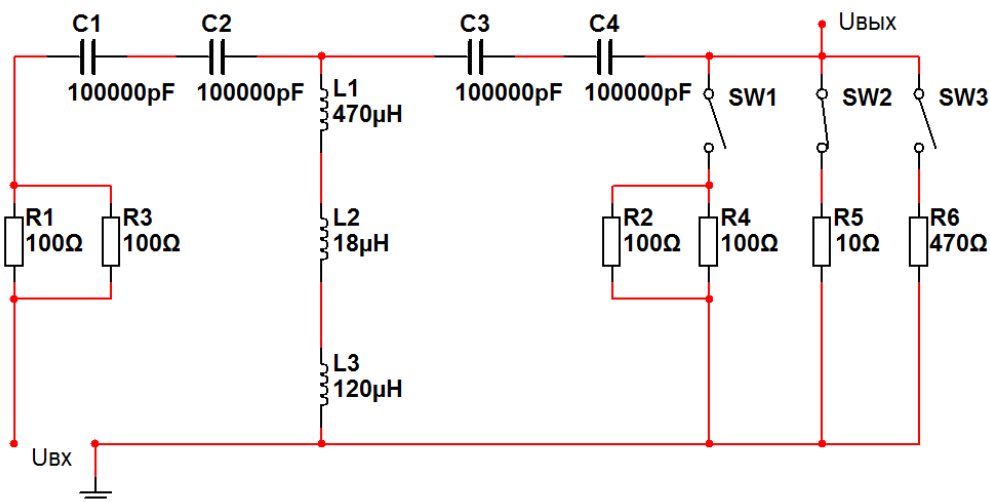 C1
C2
C3
C4
Uвых
100000pF
100000pF
100000pF
100000pF
L1
470µH
SW1
SW2
SW3
R1
100Ω
R3
100Ω
L2
18µH
R2
100Ω
R4
100Ω
R5
10Ω
R6
470Ω
L3
120µH
Uвх